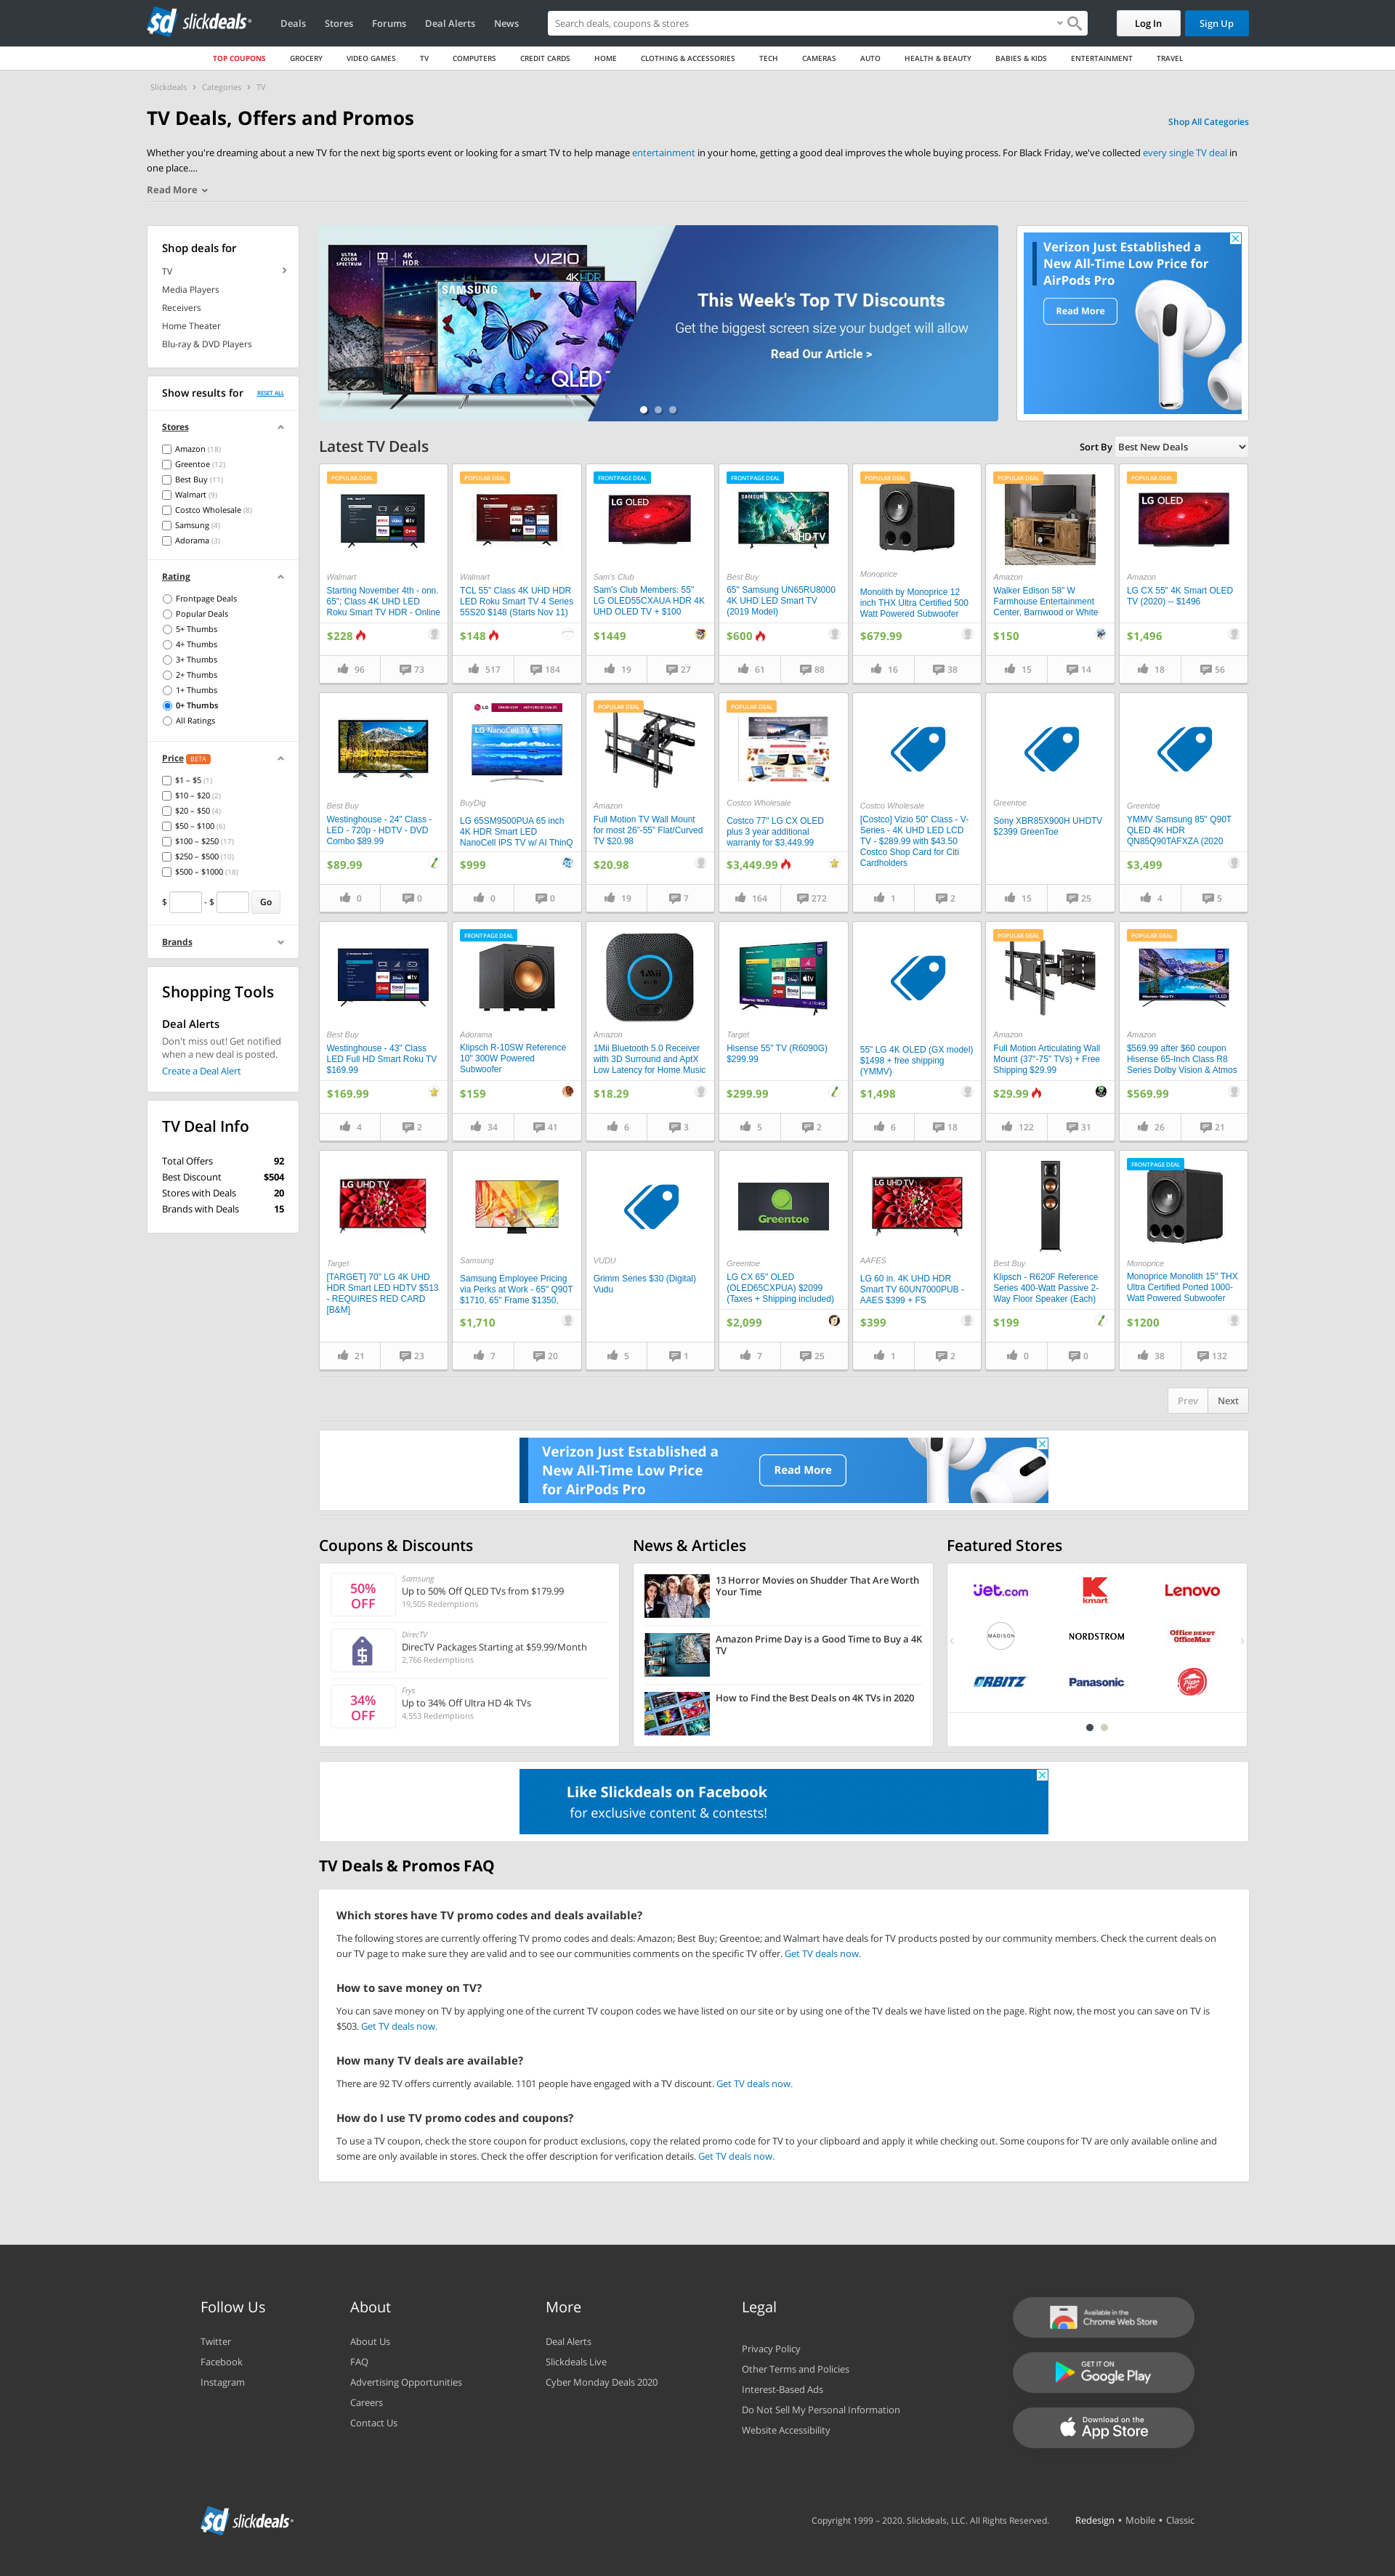 sd slickdeals
Deals Stores Forums Deal Alerts News
Search deals, coupons & stores
Log In Sign Up
TOP COUPONS GROCERY VIDEO GAMES TV COMPUTERS CREDIT CARDS HOME CLOTHING & ACCESSORIES TECH CAMERAS AUTO HEALTH & BEAUTY BABIES & KIDS ENTERTAINMENT TRAVEL
Slickdeals › Categories › TV
TV Deals, Offers and Promos
Shop All Categories
Whether you're dreaming about a new TV for the next big sports event or looking for a smart TV to help manage entertainment in your home, getting a good deal improves the whole buying process. For Black Friday, we've collected every single TV deal in
one place....
Read More
Shop deals for
TV
Media Players
Receivers
Home Theater
Blu-ray & DVD Players
Show results for RESET ALL
Stores
Amazon (18)
Greentoe (12)
Best Buy (11)
Walmart (9)
Costco Wholesale (8)
Samsung (4)
Adorama (3)
Rating
Frontpage Deals
Popular Deals
5+ Thumbs
4+ Thumbs
3+ Thumbs
2+ Thumbs
1+ Thumbs
0+ Thumbs
All Ratings
Price BETA
$1 – $5 (1)
$10 – $20 (2)
$20 – $50 (4)
$50 – $100 (6)
$100 – $250 (17)
$250 – $500 (10)
$500 – $1000 (18)
$ - $ Go
Brands
Shopping Tools
Deal Alerts
Don't miss out! Get notified
when a new deal is posted.
Create a Deal Alert
TV Deal Info
Total Offers 92
Best Discount $504
Stores with Deals 20
Brands with Deals 15
ULTRA COLOR SPECTRUM DOLBY VISION 4K HDR VIZIO
4K HDR
SAMSUNG
QLED T
This Week's Top TV Discounts
Get the biggest screen size your budget will allow
Read Our Article >
Verizon Just Established a
New All-Time Low Price for
AirPods Pro
Read More
Latest TV Deals
Sort By Best New Deals
POPULAR DEAL
Walmart
Starting November 4th - onn.
65"; Class 4K UHD LED
Roku Smart TV HDR - Online
$228
96 73
POPULAR DEAL
Walmart
TCL 55" Class 4K UHD HDR
LED Roku Smart TV 4 Series
55S20 $148 (Starts Nov 11)
$148
517 184
FRONTPAGE DEAL
LG OLED
Sam's Club
Sam's Club Members: 55"
LG OLED55CXAUA HDR 4K
UHD OLED TV + $100
$1449
19 27
FRONTPAGE DEAL
SAMSUNG
UHD TV
Best Buy
65" Samsung UN65RU8000
4K UHD LED Smart TV
(2019 Model)
$600
61 88
POPULAR DEAL
Monoprice
Monolith by Monoprice 12
inch THX Ultra Certified 500
Watt Powered Subwoofer
$679.99
16 38
POPULAR DEAL
Amazon
Walker Edison 58" W
Farmhouse Entertainment
Center, Barnwood or White
$150
15 14
POPULAR DEAL
LG OLED
Amazon
LG CX 55" 4K Smart OLED
TV (2020) -- $1496
$1,496
18 56
Best Buy
Westinghouse - 24" Class -
LED - 720p - HDTV - DVD
Combo $89.99
$89.99
0 0
LG
LG NanoCell TV
BuyDig
LG 65SM9500PUA 65 inch
4K HDR Smart LED
NanoCell IPS TV w/ AI ThinQ
$999
0 0
POPULAR DEAL
Amazon
Full Motion TV Wall Mount
for most 26"-55" Flat/Curved
TV $20.98
$20.98
19 7
POPULAR DEAL
Costco Wholesale
Costco 77" LG CX OLED
plus 3 year additional
warranty for $3,449.99
$3,449.99
164 272
Costco Wholesale
[Costco] Vizio 50" Class - V-
Series - 4K UHD LED LCD
TV - $289.99 with $43.50
Costco Shop Card for Citi
Cardholders
1 2
Greentoe
Sony XBR85X900H UHDTV
$2399 GreenToe
15 25
Greentoe
YMMV Samsung 85" Q90T
QLED 4K HDR
QN85Q90TAFXZA (2020
$3,499
4 5
Best Buy
Westinghouse - 43" Class
LED Full HD Smart Roku TV
$169.99
$169.99
4 2
FRONTPAGE DEAL
Adorama
Klipsch R-10SW Reference
10" 300W Powered
Subwoofer
$159
34 41
1Mii
Amazon
1Mii Bluetooth 5.0 Receiver
with 3D Surround and AptX
Low Latency for Home Music
$18.29
6 3
Target
Hisense 55" TV (R6090G)
$299.99
$299.99
5 2
55" LG 4K OLED (GX model)
$1498 + free shipping
(YMMV)
$1,498
6 18
POPULAR DEAL
Amazon
Full Motion Articulating Wall
Mount (37"-75" TVs) + Free
Shipping $29.99
$29.99
122 31
POPULAR DEAL
Amazon
$569.99 after $60 coupon
Hisense 65-Inch Class R8
Series Dolby Vision & Atmos
$569.99
26 21
LG UHD TV
Target
[TARGET] 70" LG 4K UHD
HDR Smart LED HDTV $513
- REQUIRES RED CARD
[B&M]
21 23
Samsung
Samsung Employee Pricing
via Perks at Work - 65" Q90T
$1710, 65" Frame $1350,
$1,710
7 20
VUDU
Grimm Series $30 (Digital)
Vudu
5 1
Greentoe
Greentoe
LG CX 65" OLED
(OLED65CXPUA) $2099
(Taxes + Shipping included)
$2,099
7 25
LG UHD TV
AAFES
LG 60 in. 4K UHD HDR
Smart TV 60UN7000PUB -
AAES $399 + FS
$399
1 2
Best Buy
Klipsch - R620F Reference
Series 400-Watt Passive 2-
Way Floor Speaker (Each)
$199
0 0
FRONTPAGE DEAL
Monoprice
Monoprice Monolith 15" THX
Ultra Certified Ported 1000-
Watt Powered Subwoofer
$1200
38 132
Prev Next
Verizon Just Established a
New All-Time Low Price
for AirPods Pro
Read More
Coupons & Discounts
50% OFF
Samsung
Up to 50% Off QLED TVs from $179.99
19,505 Redemptions
$
DirecTV
DirecTV Packages Starting at $59.99/Month
2,766 Redemptions
34% OFF
Frys
Up to 34% Off Ultra HD 4k TVs
4,553 Redemptions
News & Articles
13 Horror Movies on Shudder That Are Worth
Your Time
Amazon Prime Day is a Good Time to Buy a 4K
TV
How to Find the Best Deals on 4K TVs in 2020
Featured Stores
jet.com K kmart Lenovo
MADISON NORDSTROM Office DEPOT OfficeMax
ORBITZ Panasonic Pizza Hut
Like Slickdeals on Facebook
for exclusive content & contests!
TV Deals & Promos FAQ
Which stores have TV promo codes and deals available?
The following stores are currently offering TV promo codes and deals: Amazon; Best Buy; Greentoe; and Walmart have deals for TV products posted by our community members. Check the current deals on
our TV page to make sure they are valid and to see our communities comments on the specific TV offer. Get TV deals now.
How to save money on TV?
You can save money on TV by applying one of the current TV coupon codes we have listed on our site or by using one of the TV deals we have listed on the page. Right now, the most you can save on TV is
$503. Get TV deals now.
How many TV deals are available?
There are 92 TV offers currently available. 1101 people have engaged with a TV discount. Get TV deals now.
How do I use TV promo codes and coupons?
To use a TV coupon, check the store coupon for product exclusions, copy the related promo code for TV to your clipboard and apply it while checking out. Some coupons for TV are only available online and
some are only available in stores. Check the offer description for verification details. Get TV deals now.
Follow Us
Twitter
Facebook
Instagram
About
About Us
FAQ
Advertising Opportunities
Careers
Contact Us
More
Deal Alerts
Slickdeals Live
Cyber Monday Deals 2020
Legal
Privacy Policy
Other Terms and Policies
Interest-Based Ads
Do Not Sell My Personal Information
Website Accessibility
Available in the
Chrome Web Store
GET IT ON
Google Play
Download on the
App Store
sd slickdeals
Copyright 1999 – 2020. Slickdeals, LLC. All Rights Reserved. Redesign • Mobile • Classic